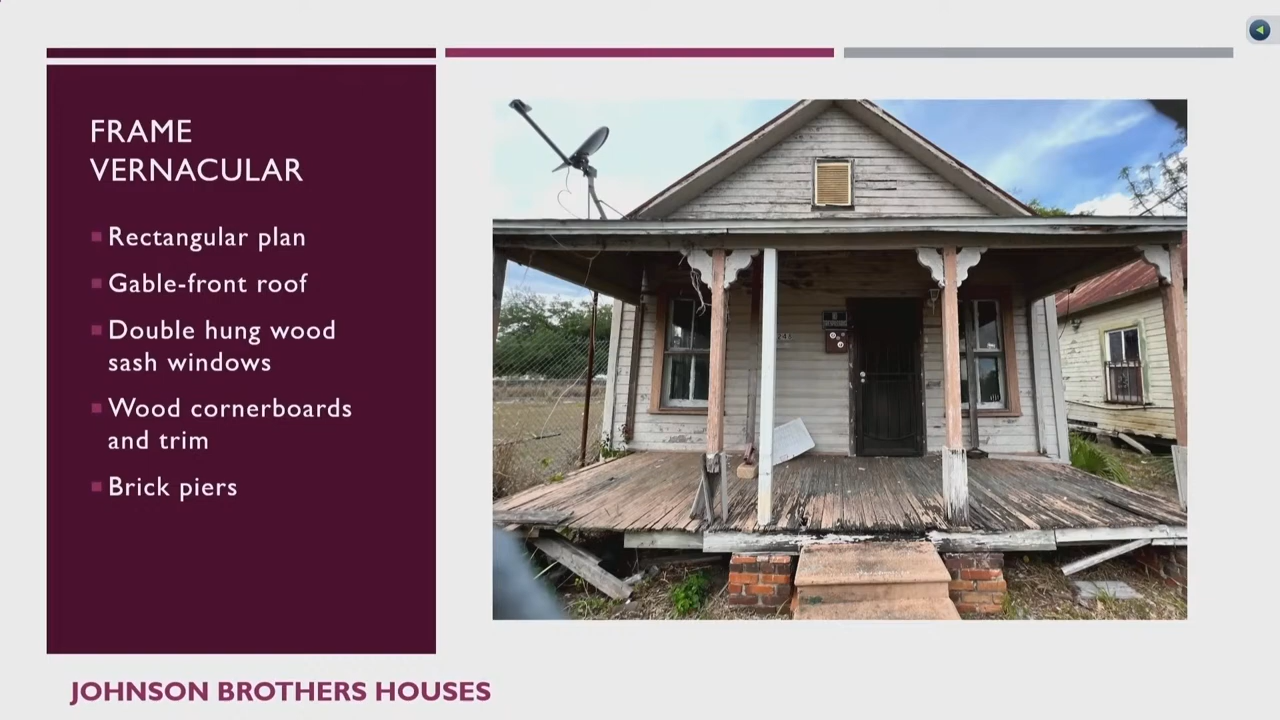 FRAME
VERNACULAR
Rectangular plan
Gable-front roof
Double hung wood
sash windows
Wood cornerboards
and trim
Brick piers
JOHNSON BROTHERS HOUSES